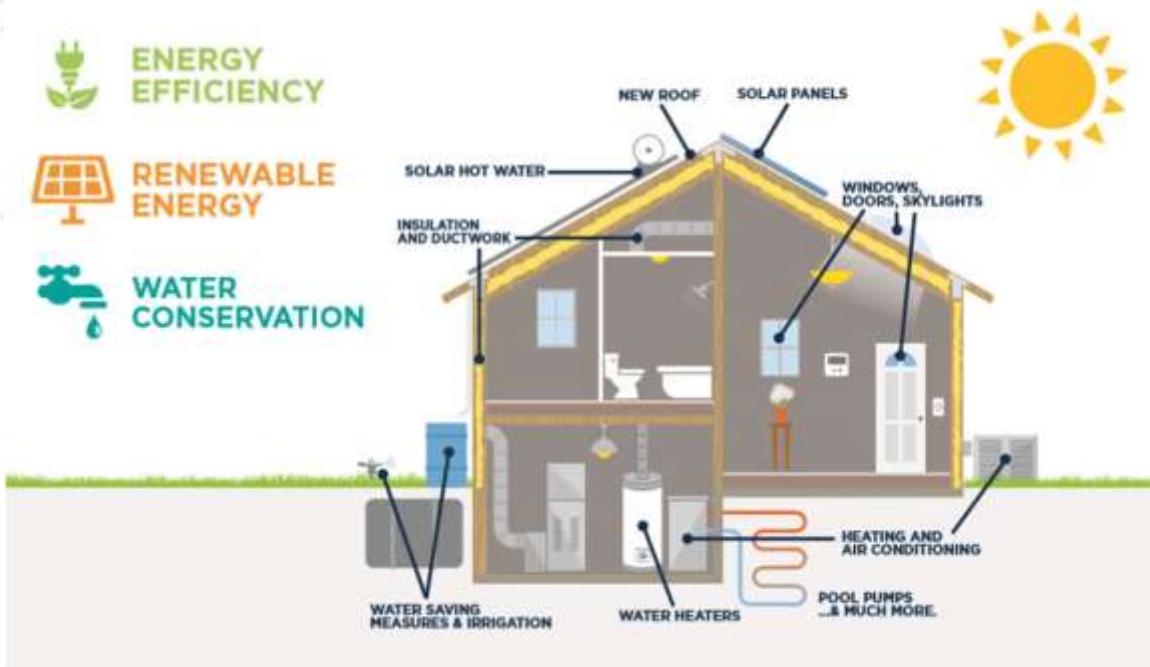 ENERGY
EFFICIENCY
RENEWABLE
ENERGY
WATER
CONSERVATION
NEW ROOF
SOLAR PANELS
SOLAR HOT WATER
WINDOWS,
DOORS, SKYLIGHTS
INSULATION
AND DUCTWORK
HEATING AND
AIR CONDITIONING
POOL PUMPS
...& MUCH MORE.
WATER SAVING
MEASURES & IRRIGATION
WATER HEATERS